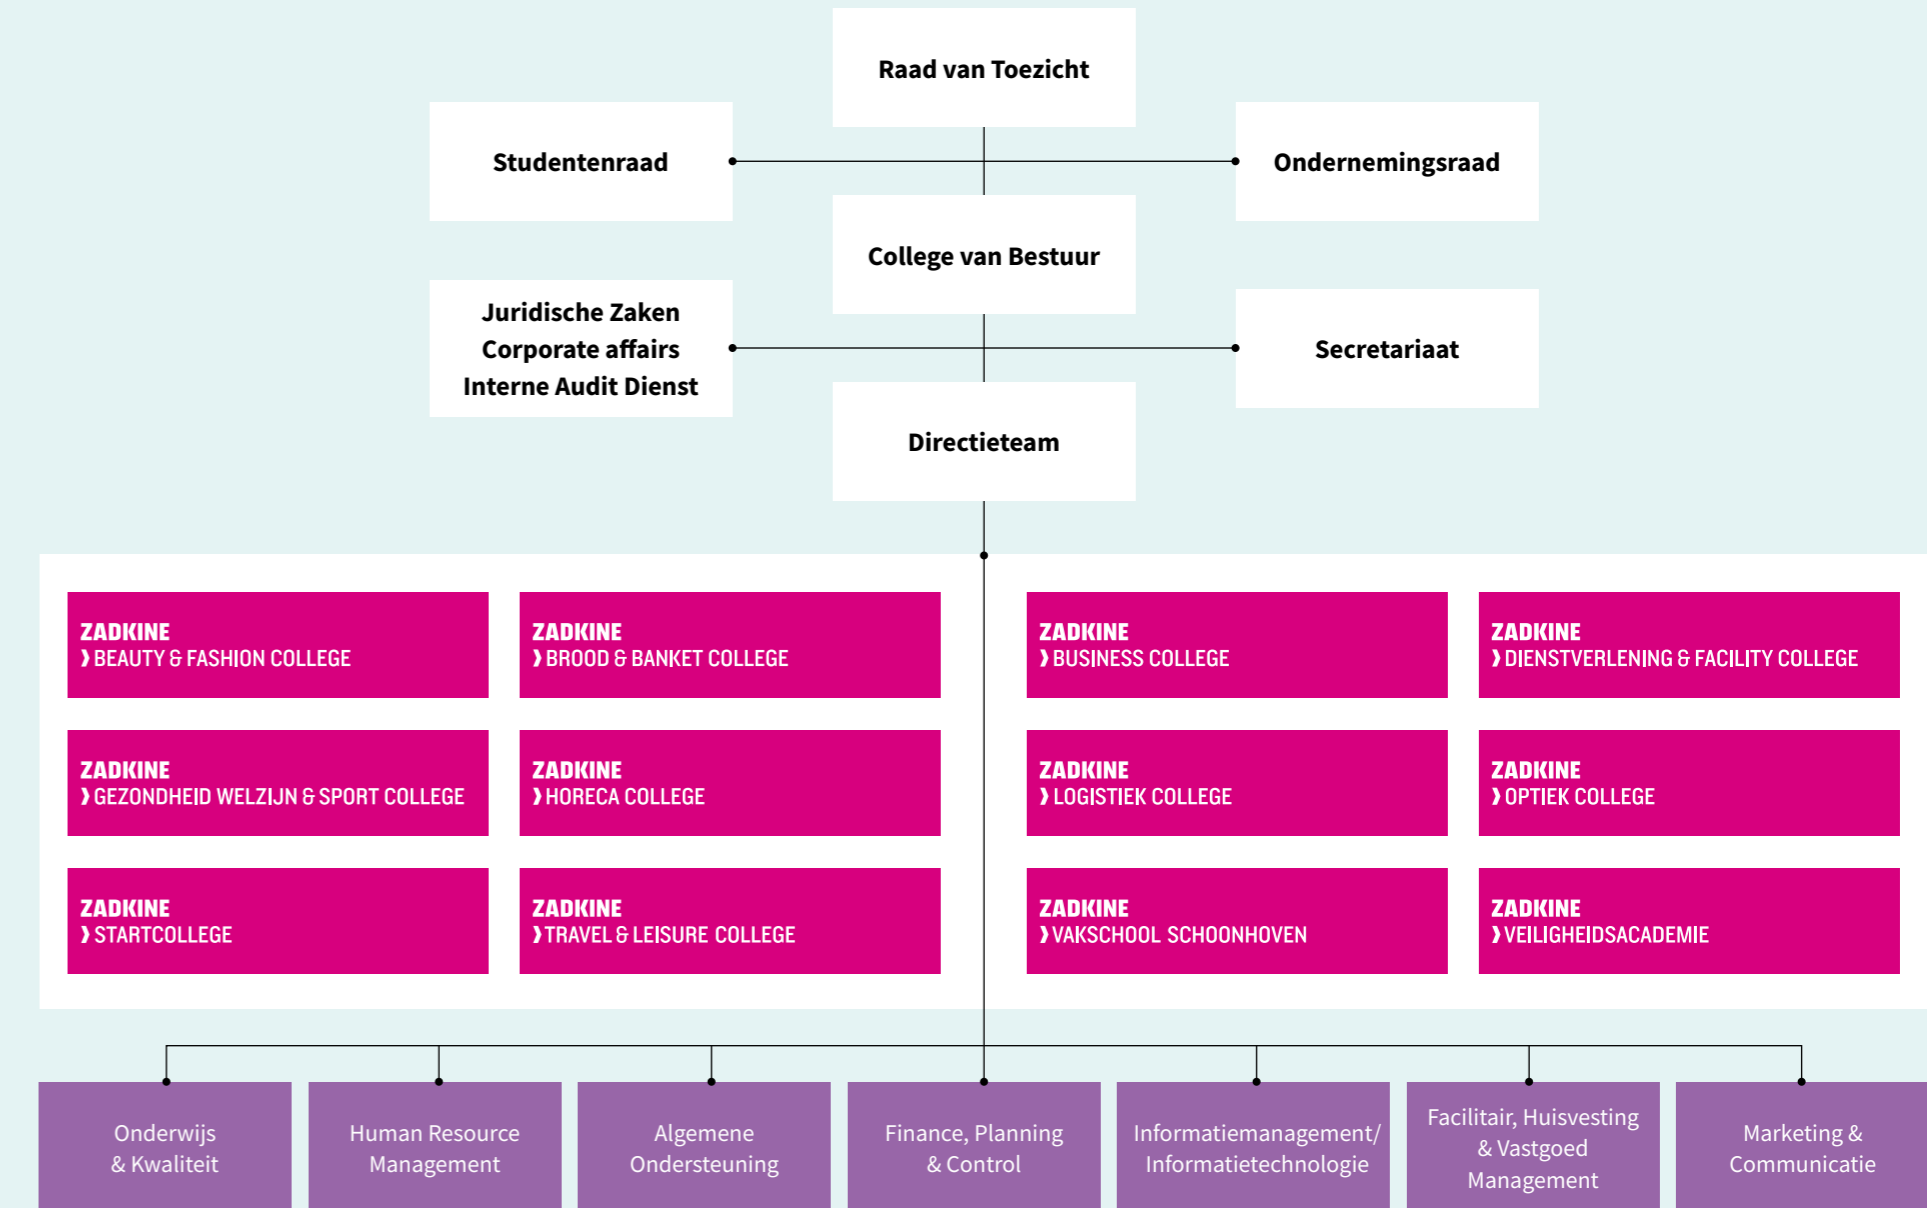 Raad van Toezicht
Studentenraad
Ondernemingsraad
College van Bestuur
Juridische Zaken
Corporate affairs
Interne Audit Dienst
Secretariaat
Directieteam
ZADKINE
BEAUTY & FASHION COLLEGE
ZADKINE
BROOD & BANKET COLLEGE
ZADKINE
BUSINESS COLLEGE
ZADKINE
DIENSTVERLENING & FACILITY COLLEGE
ZADKINE
GEZONDHEID WELZIJN & SPORT COLLEGE
ZADKINE
HORECA COLLEGE
ZADKINE
LOGISTIEK COLLEGE
ZADKINE
OPTIEK COLLEGE
ZADKINE
STARTCOLLEGE
ZADKINE
TRAVEL & LEISURE COLLEGE
ZADKINE
VAKSCHOOL SCHOONHOVEN
ZADKINE
VEILIGHEIDSACADEMIE
Onderwijs
& Kwaliteit
Human Resource
Management
Algemene
Ondersteuning
Finance, Planning
& Control
Informatiemanagement/
Informatietechnologie
Facilitair, Huisvesting
& Vastgoed
Management
Marketing &
Communicatie